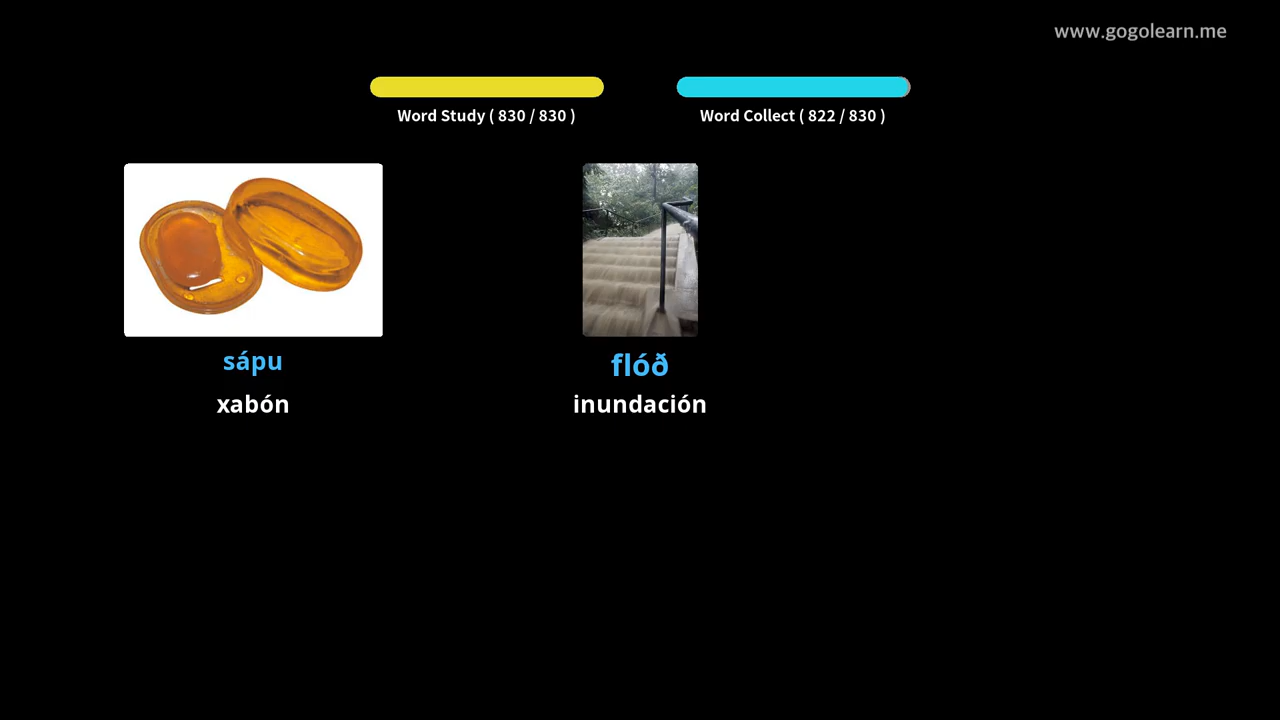 www.gogolearn.me
Word Study ( 830 / 830 )
Word Collect ( 822 / 830 )
sápu
flóð
xabón
inundación